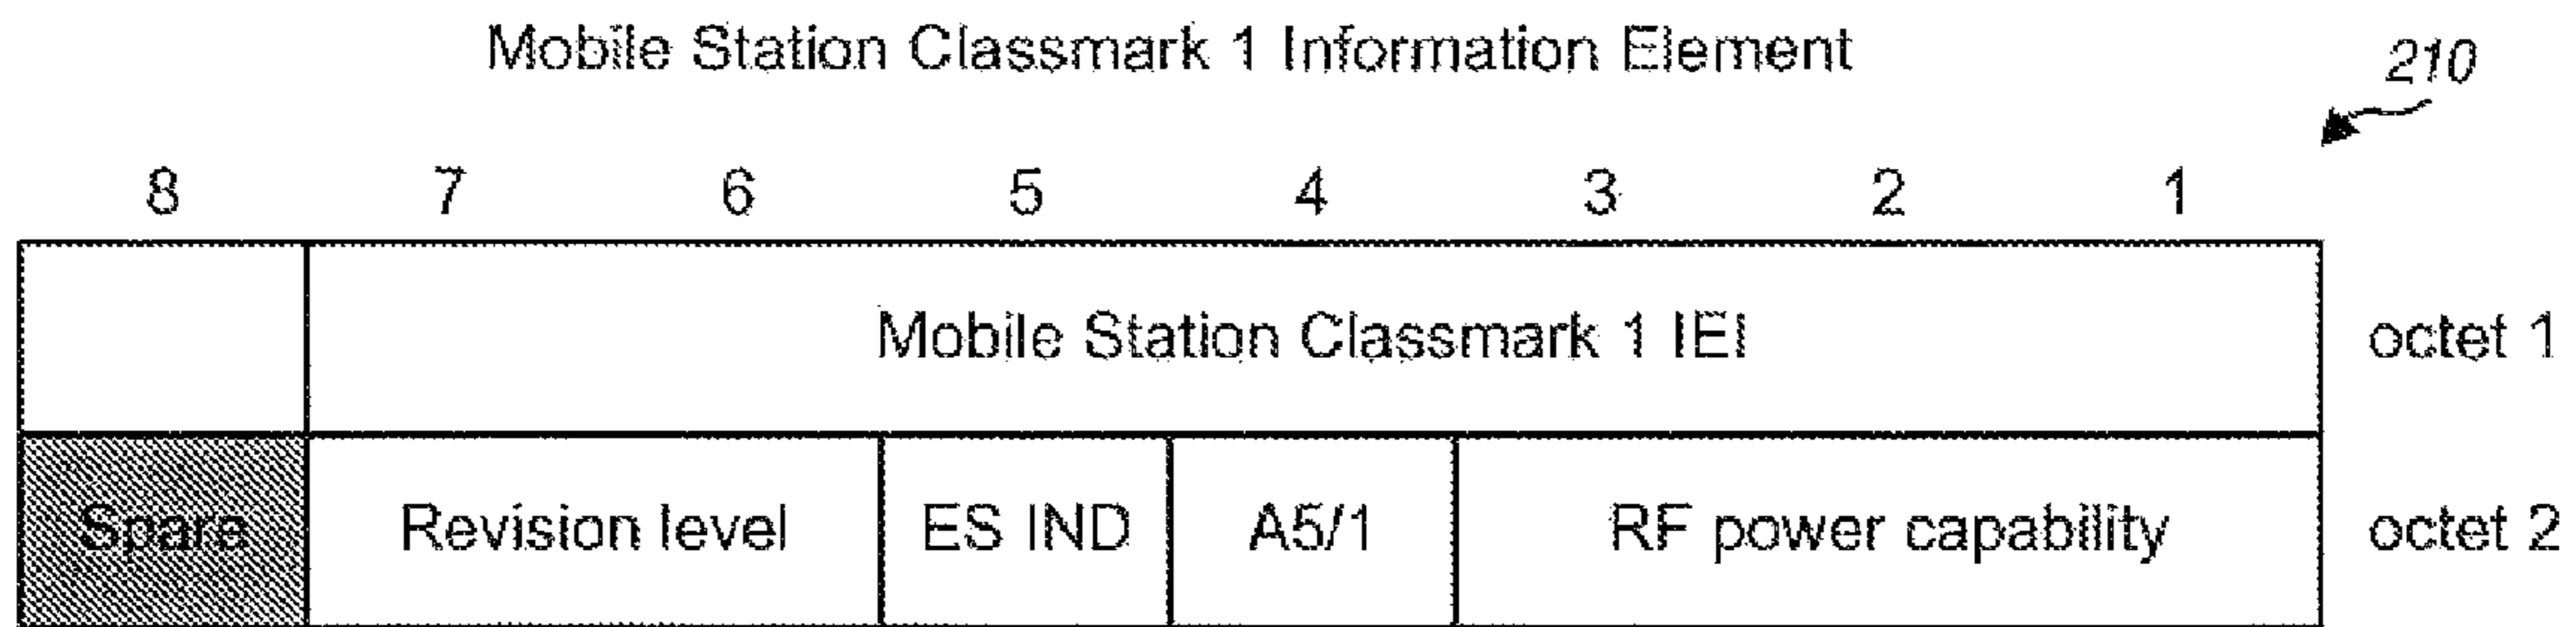 Mobile Station Classmark 1 Information Element
210
8 7 6 5 4 3 2 1
Mobile Station Classmark 1 IEI octet 1
Spare Revision level ES IND A5/1 RF power capability octet 2